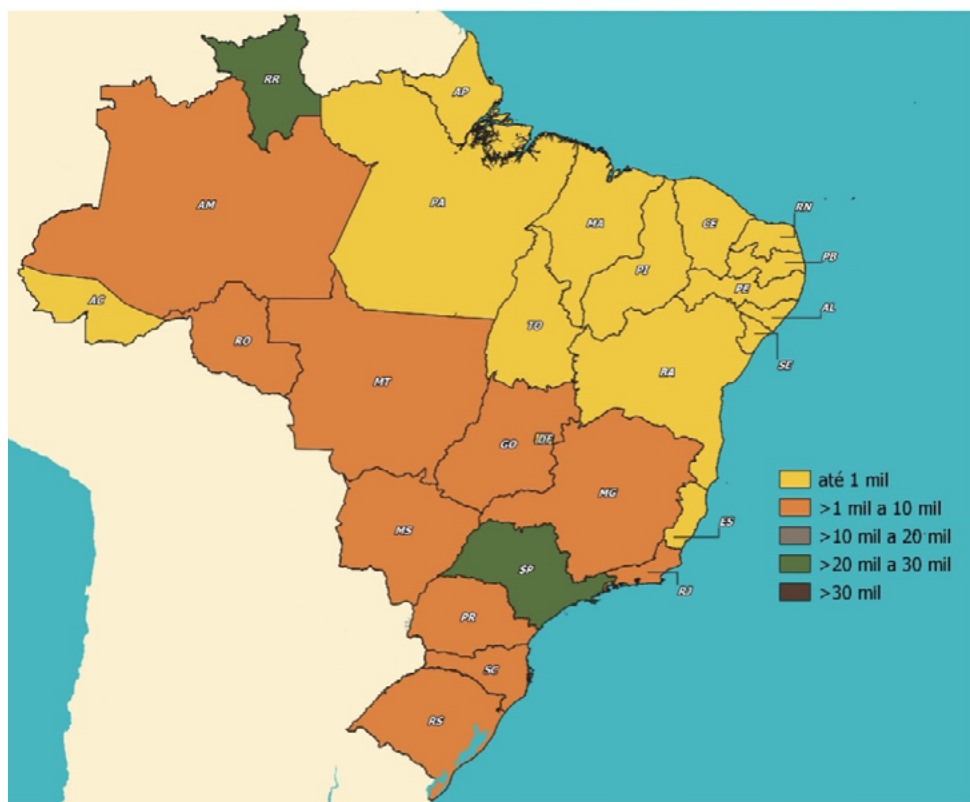 RR
AP
AM
PA
MA
CE
RN
PI
PB
PE
AC
AL
TO
RO
SE
BA
MT
DF
GO
MG
até 1 mil
>1 mil a 10 mil
ES
MS
>10 mil a 20 mil
>20 mil a 30 mil
SP
RJ
>30 mil
PR
SC
RS